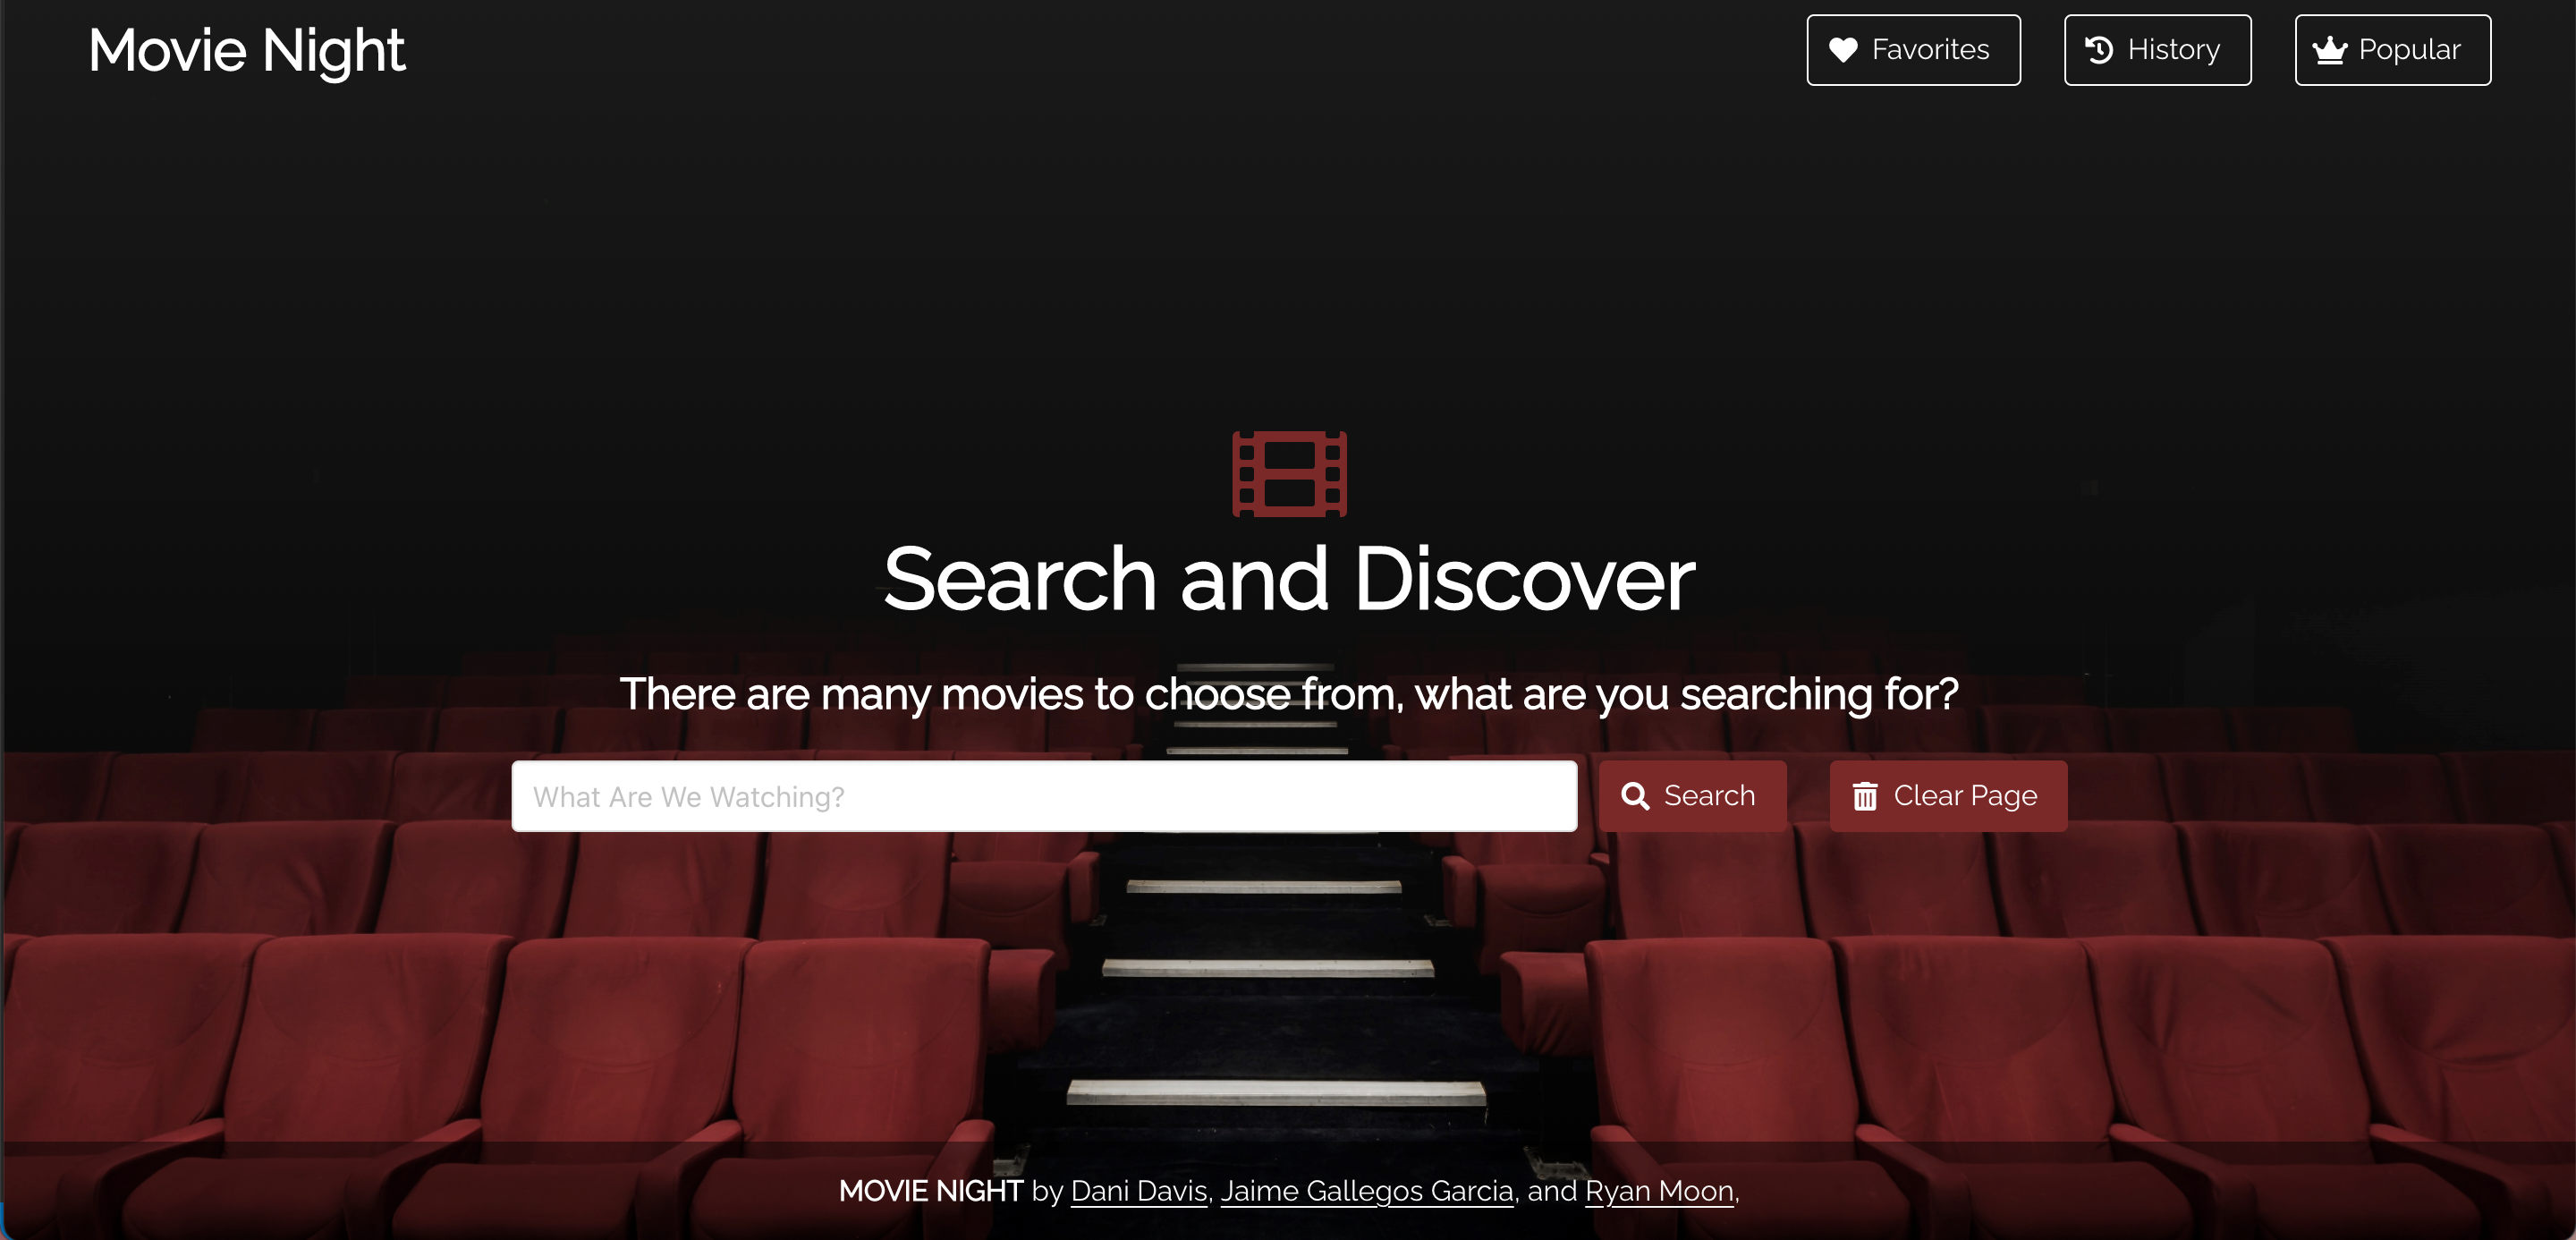 Movie Night
Favorites
History
Popular
Search and Discover
There are many movies to choose from, what are you searching for?
What Are We Watching?
Search
Clear Page
MOVIE NIGHT by Dani Davis, Jaime Gallegos Garcia, and Ryan Moon,